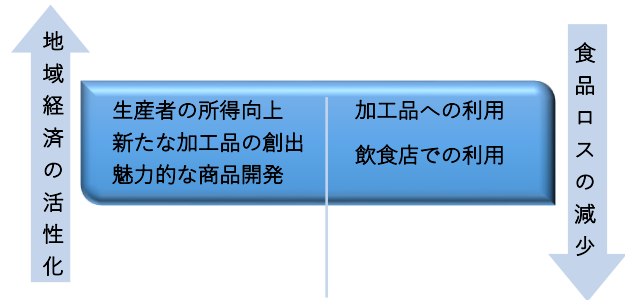 地域経済の活性化
生産者の所得向上
新たな加工品の創出
魅力的な商品開発
加工品への利用
飲食店での利用
食品ロスの減少